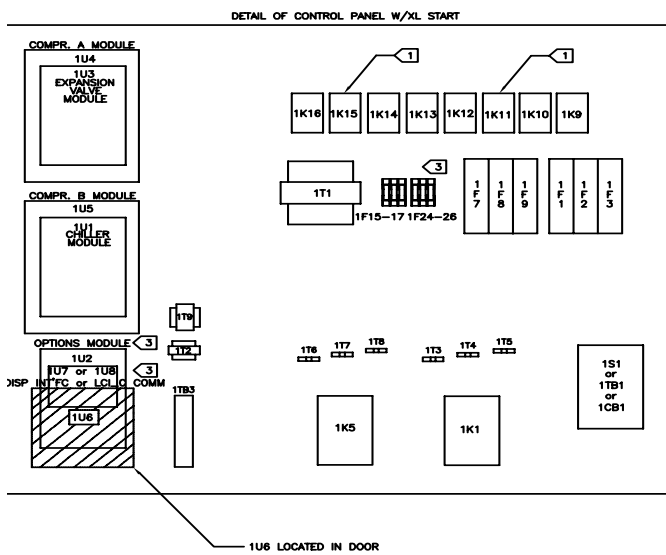 DETAIL OF CONTROL PANEL W/XL START
COMPR. A MODULE
1U4
1U3
EXPANSION
VALVE
MODULE
1
1
1K16
1K15
1K14
1K13
1K12
1K11
1K10
1K9
COMPR. B MODULE
1U5
1U1
CHILLER
MODULE
1T1
3
1F15-17
1F24-26
1F7
1F8
1F9
1F1
1F2
1F3
1T9
1T2
OPTIONS MODULE
3
1U2
1U7 or 1U8
3
DISP INT'FC or LCI_C COMM
1U6
1TB3
1T6
1T7
1T8
1T3
1T4
1T5
1K5
1K1
1S1
or
1TB1
or
1CB1
1U6 LOCATED IN DOOR